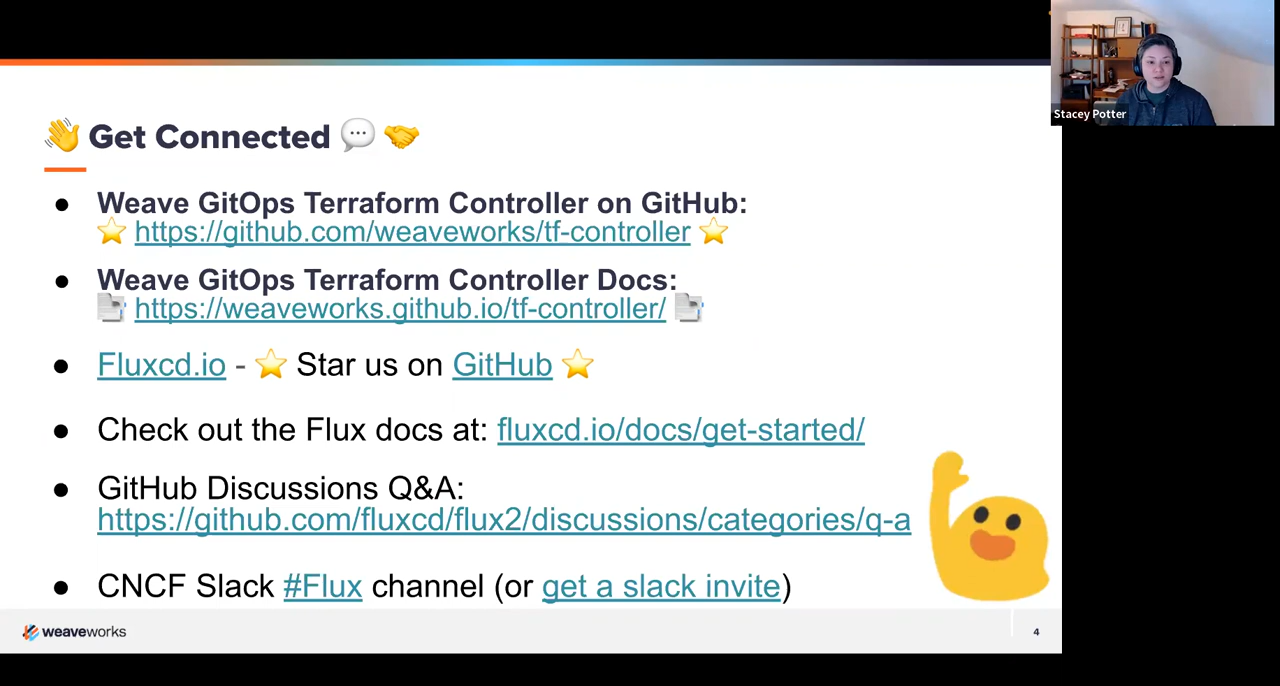 👋 Get Connected 💬 🤝
● Weave GitOps Terraform Controller on GitHub:
⭐ https://github.com/weaveworks/tf-controller ⭐
● Weave GitOps Terraform Controller Docs:
https://weaveworks.github.io/tf-controller/
● Fluxcd.io - ⭐ Star us on GitHub ⭐
● Check out the Flux docs at: fluxcd.io/docs/get-started/
● GitHub Discussions Q&A:
https://github.com/fluxcd/flux2/discussions/categories/q-a
● CNCF Slack #Flux channel (or get a slack invite)
weaveworks
4
Stacey Potter